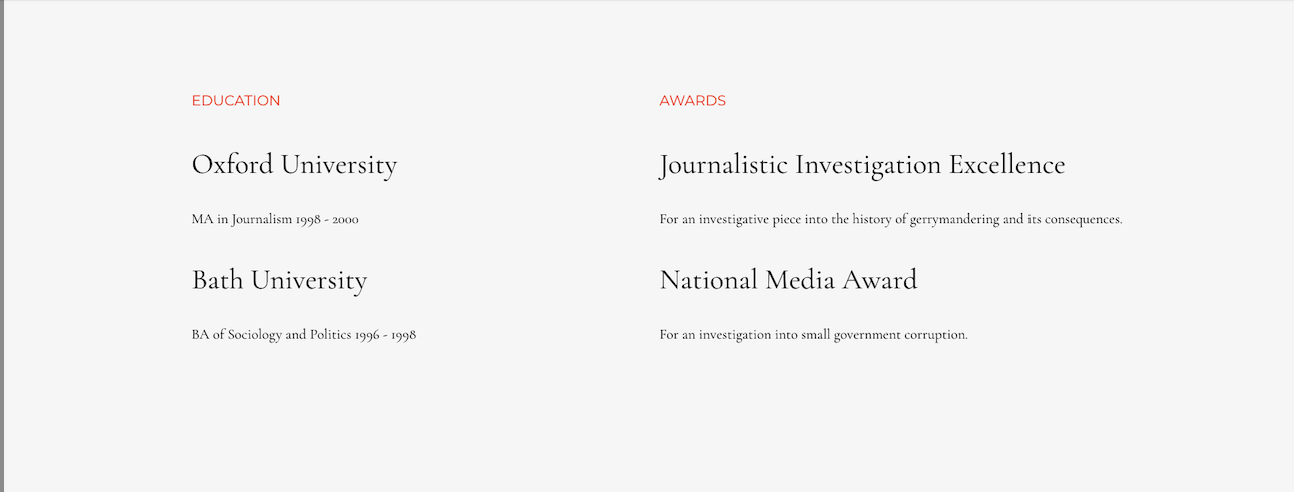 EDUCATION
Oxford University
MA in Journalism 1998 - 2000
Bath University
BA of Sociology and Politics 1996 - 1998
AWARDS
Journalistic Investigation Excellence
For an investigative piece into the history of gerrymandering and its consequences.
National Media Award
For an investigation into small government corruption.